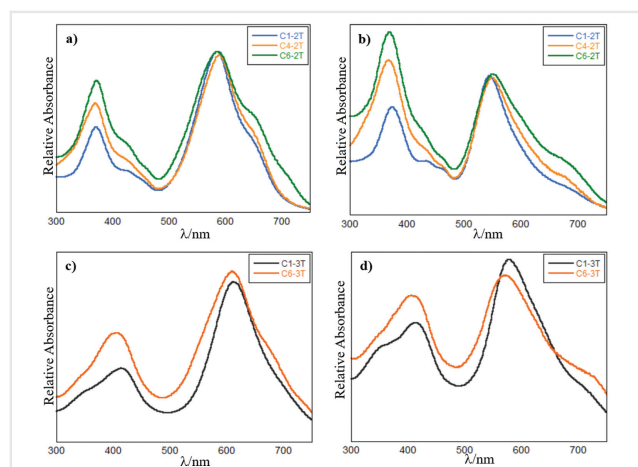 a)
C1-2T
C4-2T
C6-2T
Relative Absorbance
300 400 500 600 700
λ/nm
b)
C1-2T
C4-2T
C6-2T
Relative Absorbance
300 400 500 600 700
λ/nm
c)
C1-3T
C6-3T
Relative Absorbance
300 400 500 600 700
λ/nm
d)
C1-3T
C6-3T
Relative Absorbance
300 400 500 600 700
λ/nm